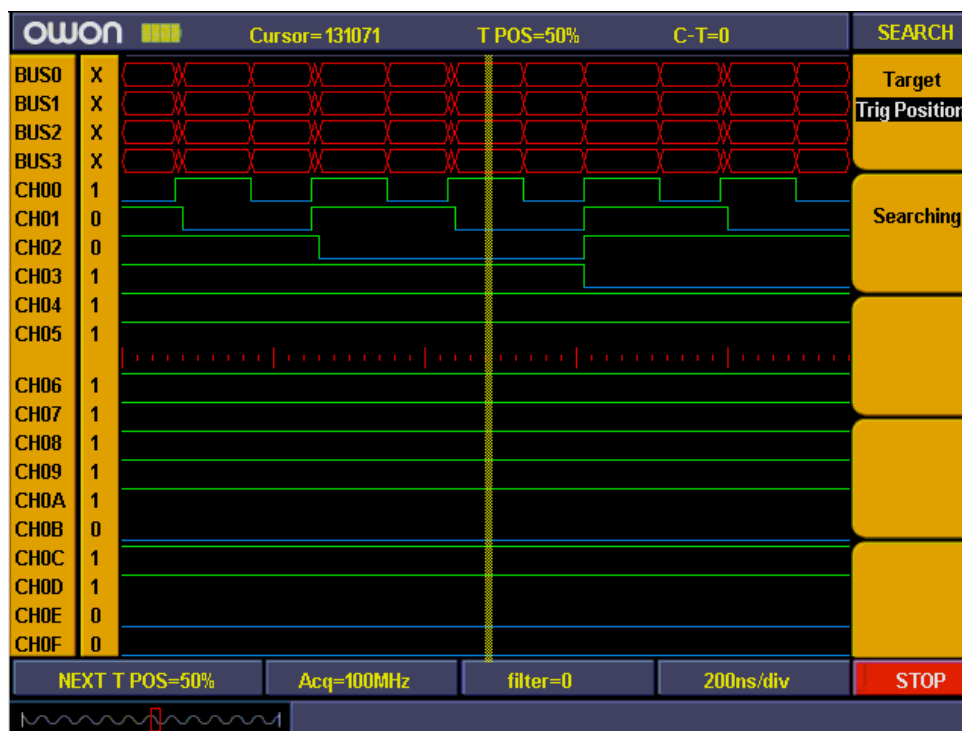 owon Cursor=131071 T POS=50% C-T=0 SEARCH
BUS0 X
BUS1 X
BUS2 X
BUS3 X
CH00 1
CH01 0
CH02 0
CH03 1
CH04 1
CH05 1
CH06 1
CH07 1
CH08 1
CH09 1
CH0A 1
CH0B 0
CH0C 1
CH0D 1
CH0E 0
CH0F 0
Target
Trig Position
Searching
NEXT T POS=50% Acq=100MHz filter=0 200ns/div STOP